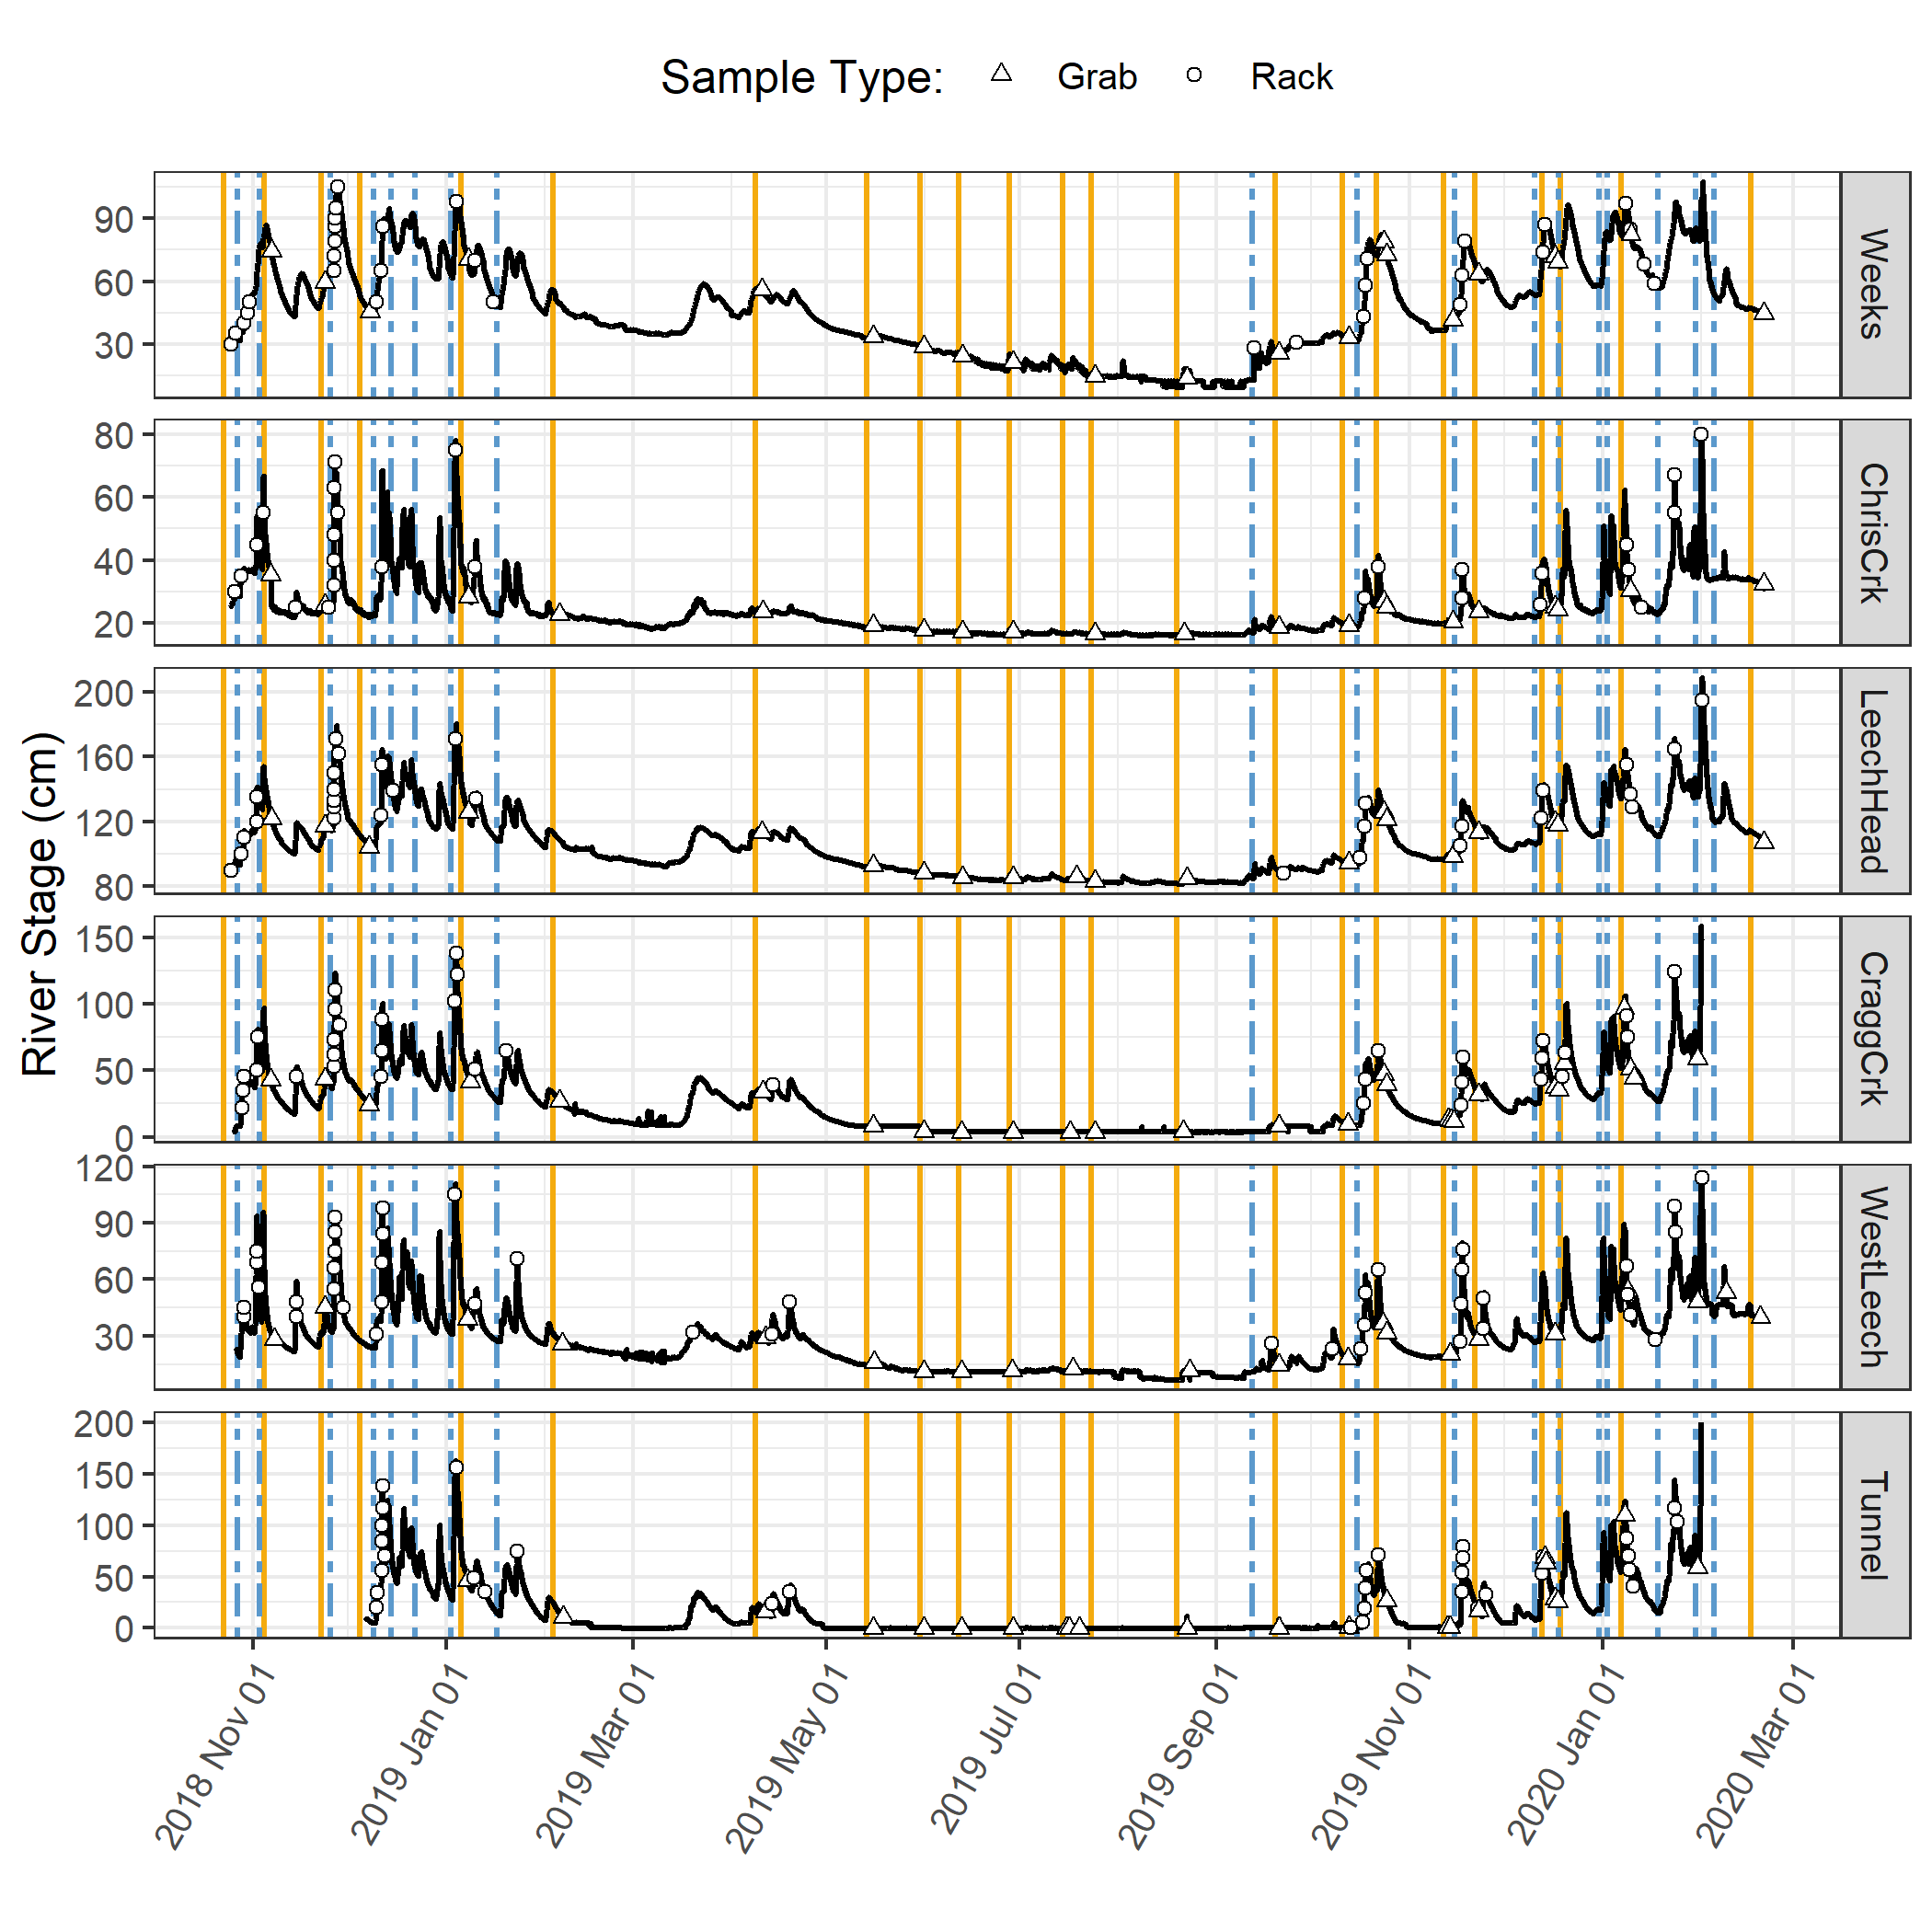 Sample Type: Grab Rack
River Stage (cm)
90
60
30
Weeks
80
60
40
20
ChrisCrk
200
160
120
80
LeechHead
150
100
50
0
CraggCrk
120
90
60
30
WestLeech
200
150
100
50
0
Tunnel
2018 Nov 01
2019 Jan 01
2019 Mar 01
2019 May 01
2019 Jul 01
2019 Sep 01
2019 Nov 01
2020 Jan 01
2020 Mar 01